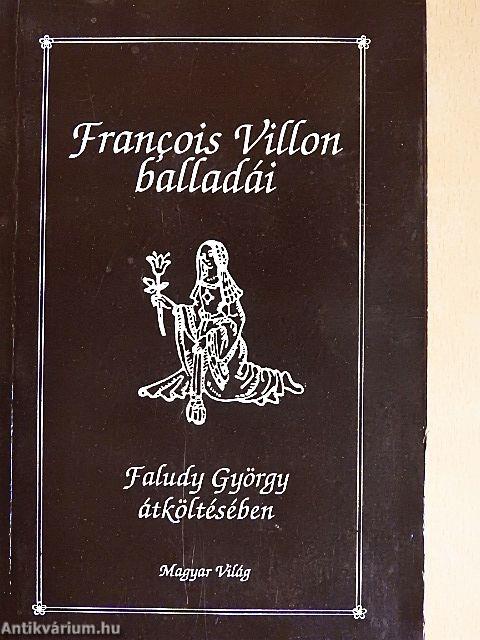 François Villon
balladái
Faludy György
átköltésében
Magyar Világ
Antikvárium.hu